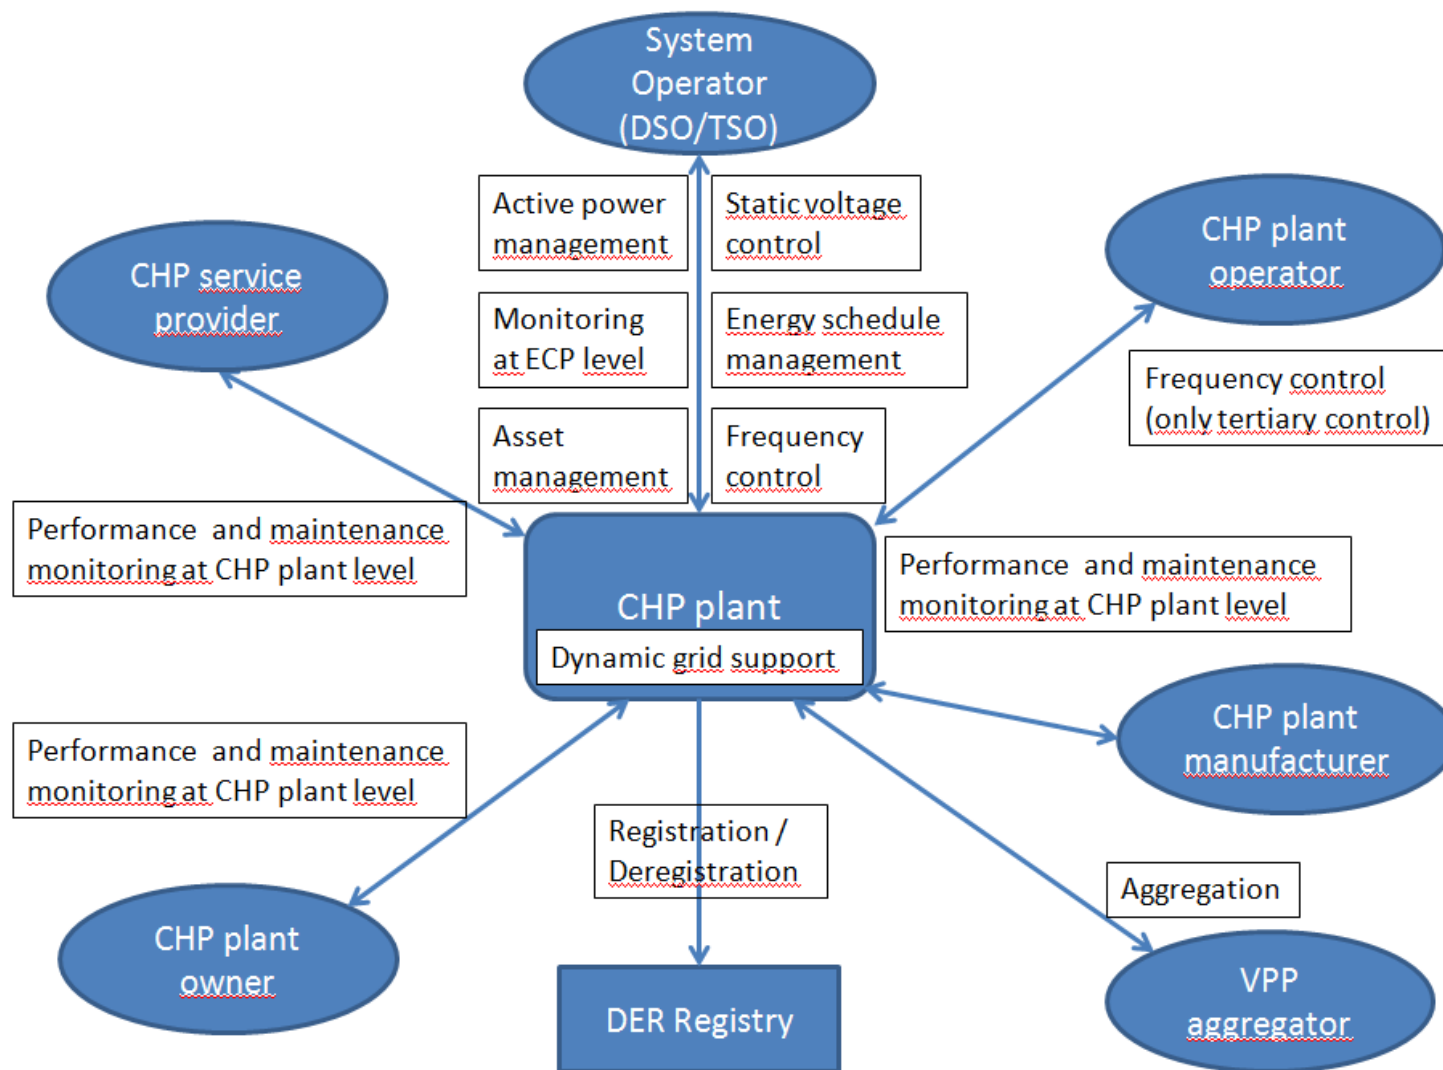 System
Operator
(DSO/TSO)
Active power
management
Static voltage
control
CHP plant
operator
CHP service
provider
Monitoring
at ECP level
Energy schedule
management
Frequency control
(only tertiary control)
Asset
management
Frequency
control
Performance and maintenance
monitoring at CHP plant level
Performance and maintenance
monitoring at CHP plant level
CHP plant
Dynamic grid support
CHP plant
manufacturer
Performance and maintenance
monitoring at CHP plant level
Registration /
Deregistration
Aggregation
CHP plant
owner
DER Registry
VPP
aggregator